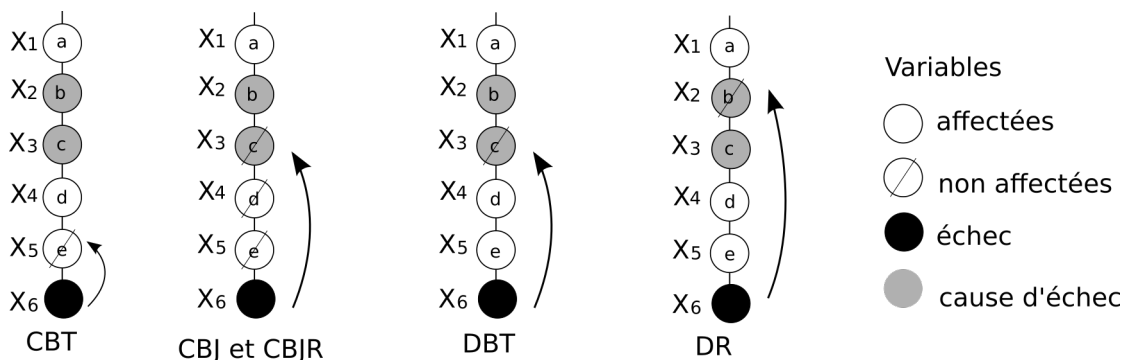 X1 a X1 a X1 a X1 a
X2 b X2 b X2 b X2 b
X3 c X3 c X3 c X3 c
X4 d X4 d X4 d X4 d
X5 e X5 e X5 e X5 e
X6 X6 X6 X6
CBT CBJ et CBJR DBT DR
Variables
affectées
non affectées
échec
cause d'échec